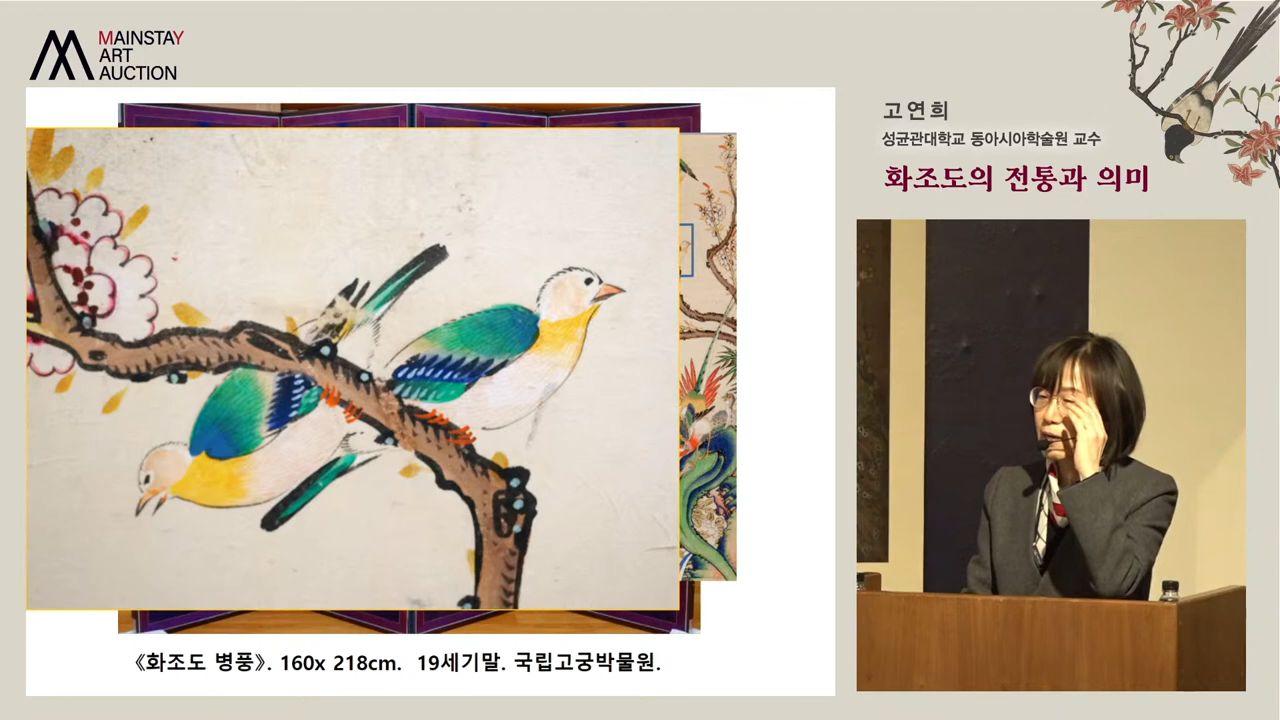 MAINSTAY
ART
AUCTION
고연희
성균관대학교 동아시아학술원 교수
화조도의 전통과 의미
《화조도 병풍》. 160x 218cm. 19세기말. 국립고궁박물원.